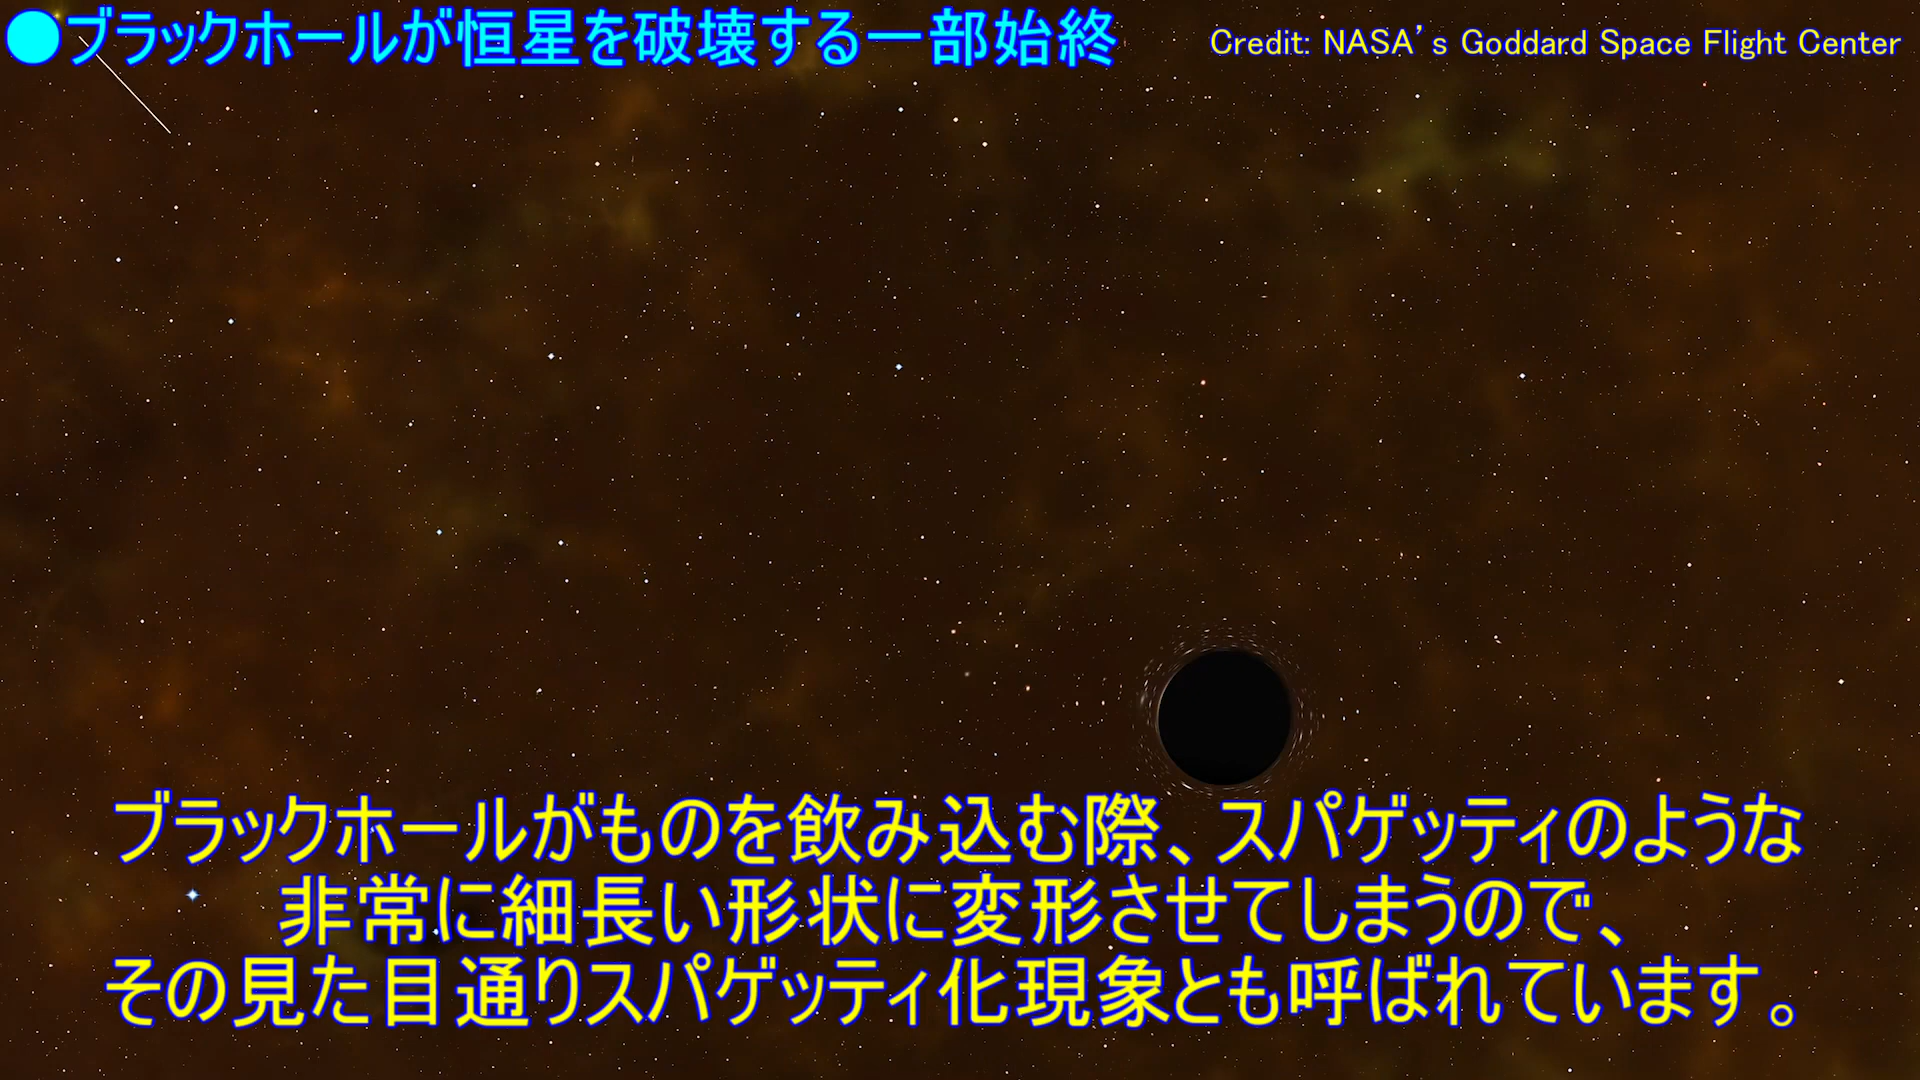 ●ブラックホールが恒星を破壊する一部始終
Credit: NASA’s Goddard Space Flight Center
ブラックホールがものを飲み込む際、スパゲッティのような
非常に細長い形状に変形させてしまうので、
その見た目通りスパゲッティ化現象とも呼ばれています。